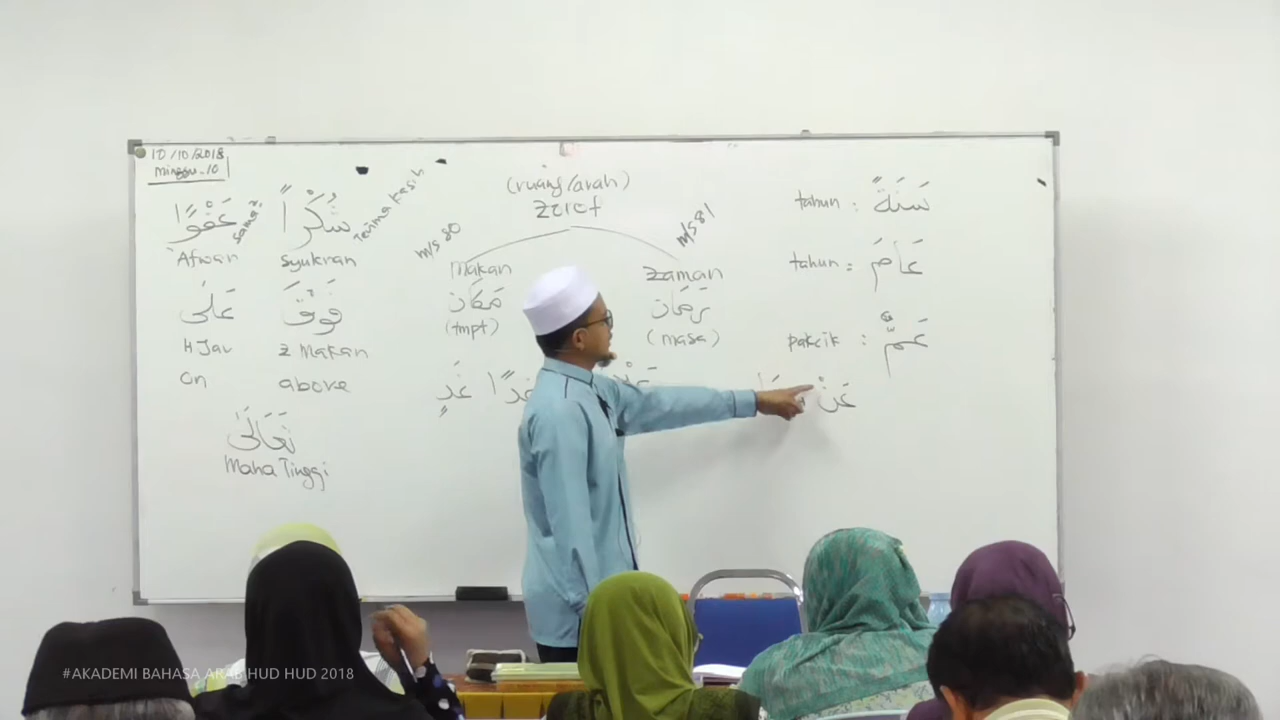 10/10/2018
minggu-10
عَفْوًا
sama²
شُكْرًا
Terima kasih
'Afwan
syukran
عَلَى
فَوْقَ
H Jar
Z Makan
on
above
تَعَالَى
Maha Tinggi
(ruang/arah)
Zorof
m/s 80
m/s 81
Makan
Zaman
مَكَان
زَمَان
(tmpt)
(masa)
غَدٍ
غَدًا
tahun : سَنَةً
tahun : عَامَ
pakcik : عَمٌّ
عَنْ
#AKADEMI BAHASA ARAB HUD HUD 2018